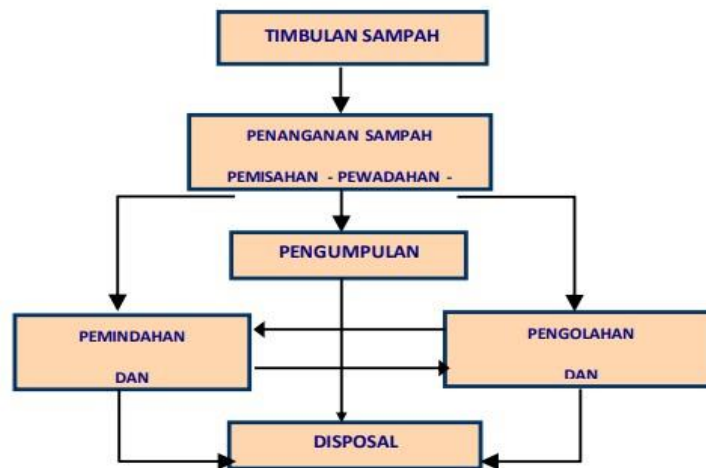 TIMBULAN SAMPAH
PENANGANAN SAMPAH
PEMISAHAN - PEWADAHAN -
PENGUMPULAN
PEMINDAHAN
DAN
PENGOLAHAN
DAN
DISPOSAL